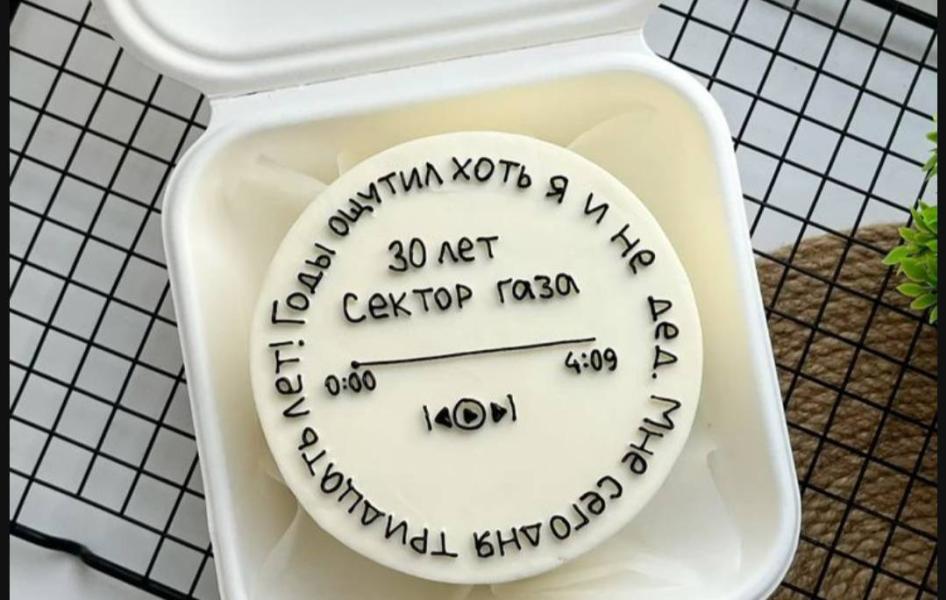 Годы ощутил хоть я и не дед. Мне сегодня тридцать лет!
30 лет
Сектор газа
0:00 4:09